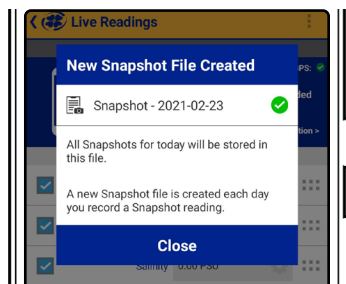 Live Readings
PS:
New Snapshot File Created
Snapshot - 2021-02-23
All Snapshots for today will be stored in
this file.
A new Snapshot file is created each day
you record a Snapshot reading.
Close
Salinity 0.00 PSU